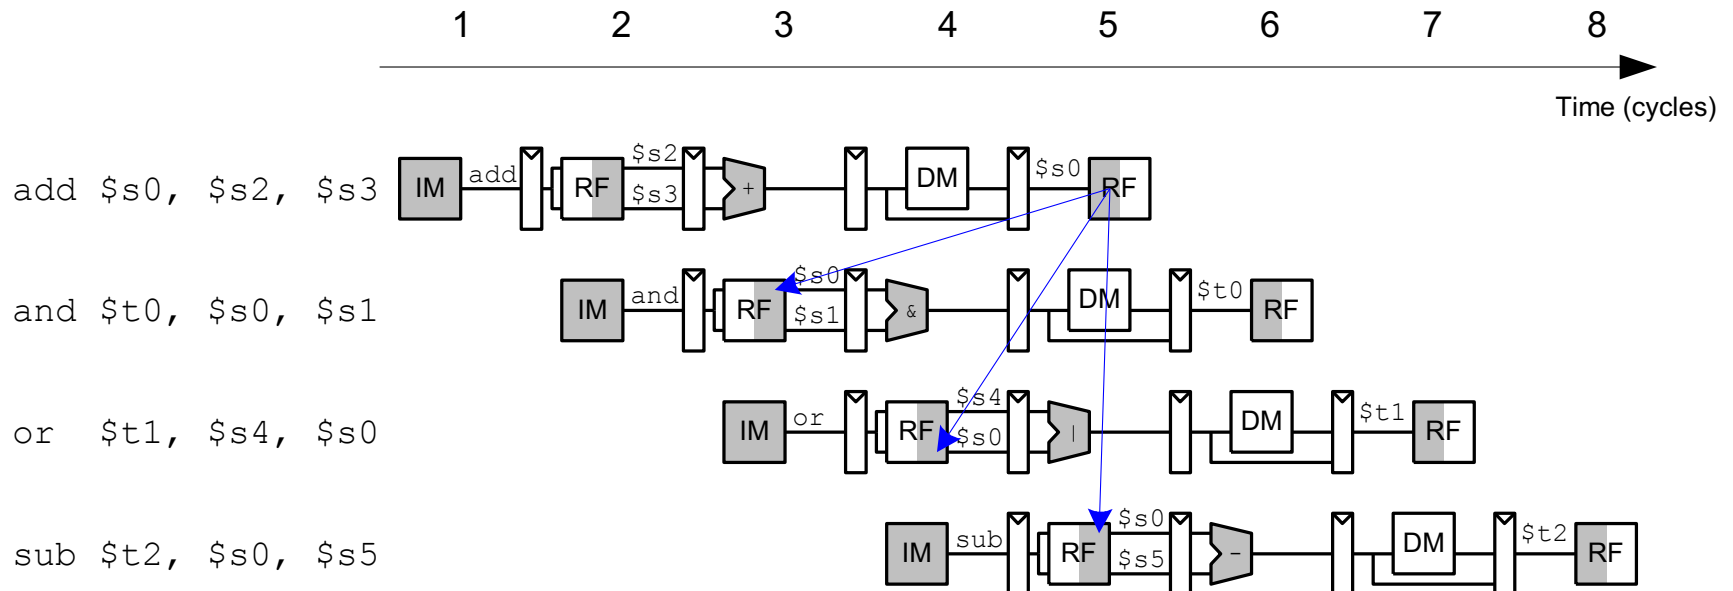 1 2 3 4 5 6 7 8
Time (cycles)
add $s0, $s2, $s3 IM add RF $s2 $s3 + DM $s0 RF
and $t0, $s0, $s1 IM and RF $s0 $s1 & DM $t0 RF
or $t1, $s4, $s0 IM or RF $s4 $s0 | DM $t1 RF
sub $t2, $s0, $s5 IM sub RF $s0 $s5 - DM $t2 RF